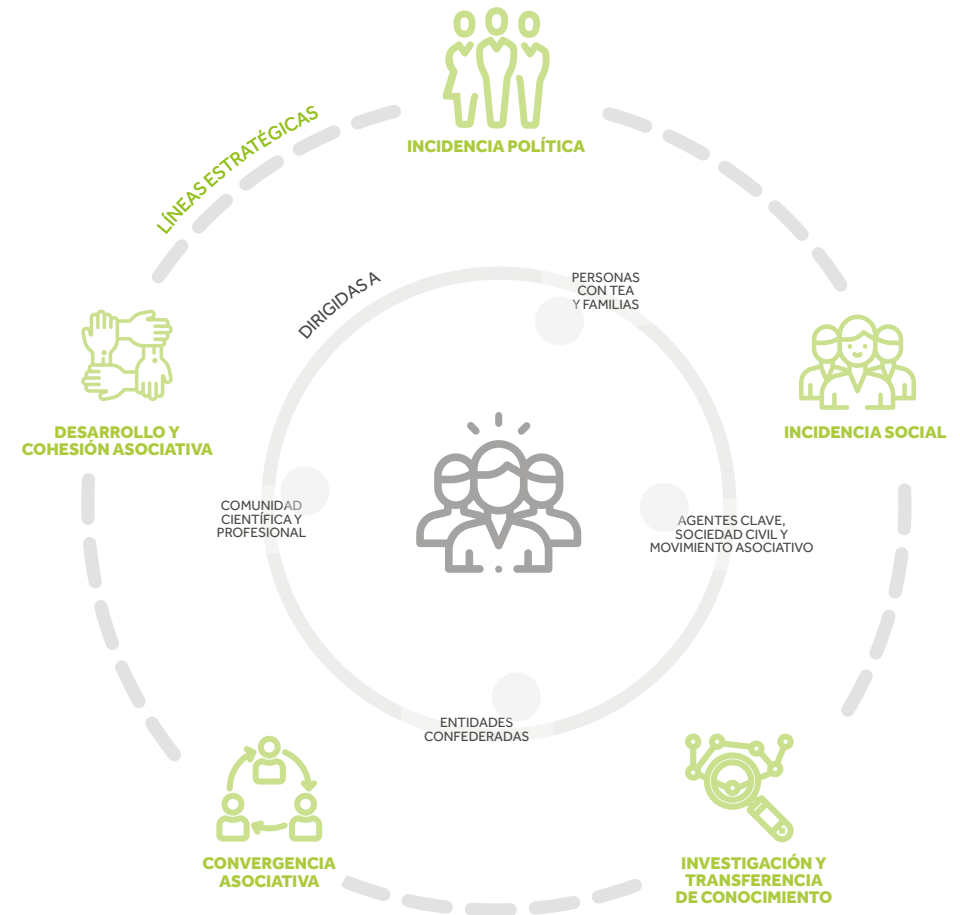 INCIDENCIA POLÍTICA
LÍNEAS ESTRATÉGICAS
DIRIGIDAS A
PERSONAS
CON TEA
Y FAMILIAS
DESARROLLO Y
COHESIÓN ASOCIATIVA
INCIDENCIA SOCIAL
COMUNIDAD
CIENTÍFICA Y
PROFESIONAL
AGENTES CLAVE,
SOCIEDAD CIVIL Y
MOVIMIENTO ASOCIATIVO
ENTIDADES
CONFEDERADAS
CONVERGENCIA
ASOCIATIVA
INVESTIGACIÓN Y
TRANSFERENCIA
DE CONOCIMIENTO